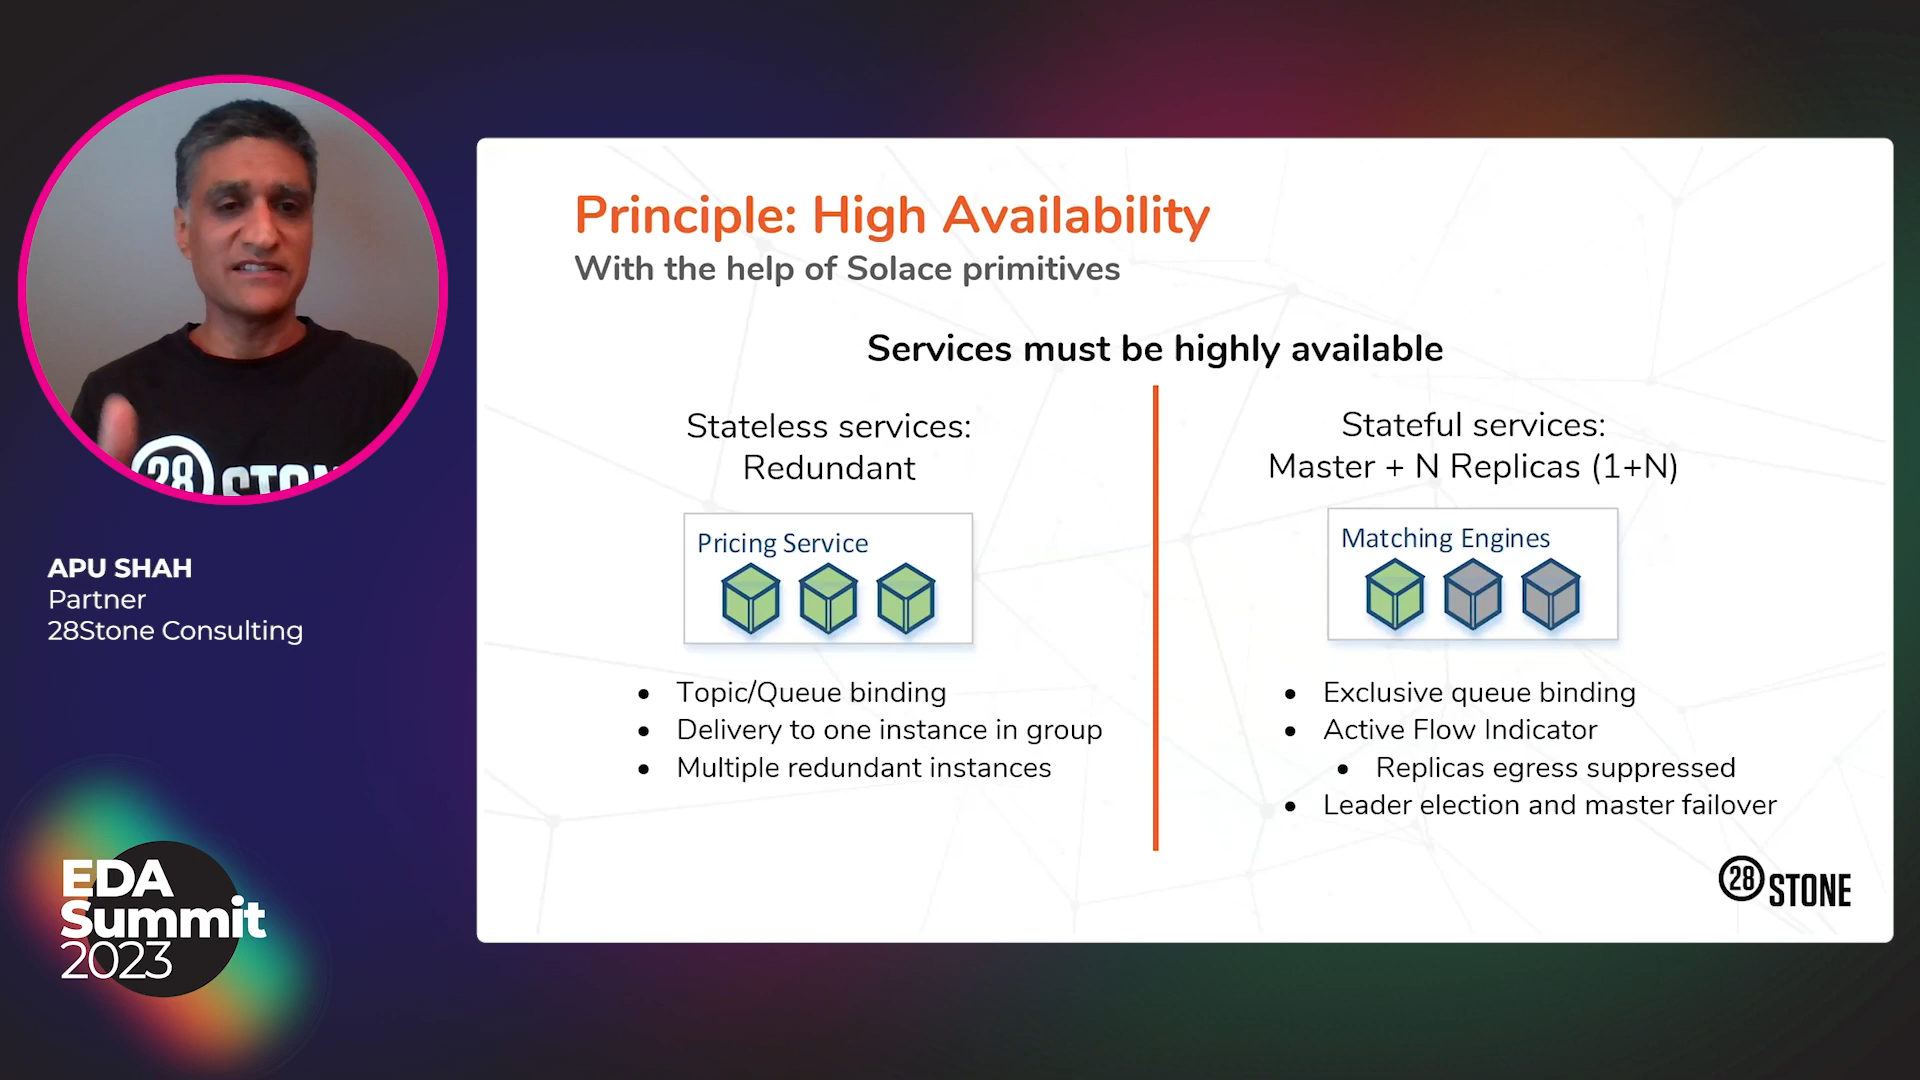 28
STON
APU SHAH
Partner
28Stone Consulting
EDA
Summit
2023
Principle: High Availability
With the help of Solace primitives
Services must be highly available
Stateless services:
Redundant
Pricing Service
• Topic/Queue binding
• Delivery to one instance in group
• Multiple redundant instances
Stateful services:
Master + N Replicas (1+N)
Matching Engines
• Exclusive queue binding
• Active Flow Indicator
• Replicas egress suppressed
• Leader election and master failover
28 STONE